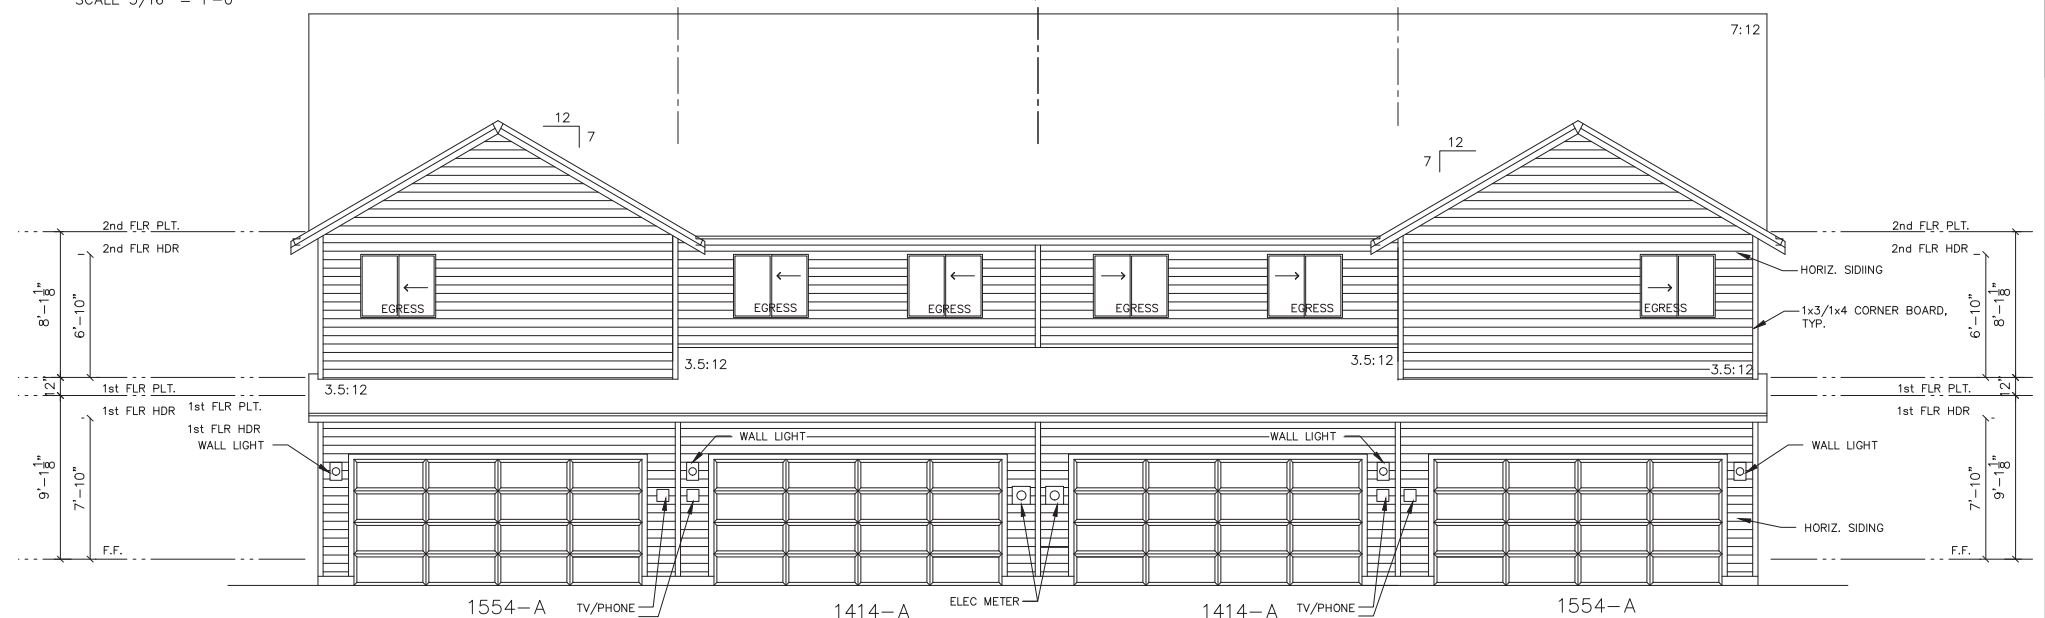 SCALE 3/16" = 1'-0"
7:12
12
7
12
7
2nd FLR PLT.
2nd FLR HDR
8'-1 1/8"
6'-10"
EGRESS
EGRESS
EGRESS
EGRESS
EGRESS
EGRESS
2nd FLR PLT.
2nd FLR HDR
HORIZ. SIDIING
1x3/1x4 CORNER BOARD,
TYP.
6'-10"
8'-1 1/8"
3.5:12
3.5:12
3.5:12
3.5:12
12"
1st FLR PLT.
1st FLR HDR
1st FLR PLT.
1st FLR HDR
WALL LIGHT
WALL LIGHT
WALL LIGHT
1st FLR PLT.
12"
1st FLR HDR
WALL LIGHT
9'-1 1/8"
7'-10"
7'-10"
9'-1 1/8"
HORIZ. SIDING
F.F.
F.F.
1554-A
TV/PHONE
1414-A
ELEC METER
1414-A
TV/PHONE
1554-A